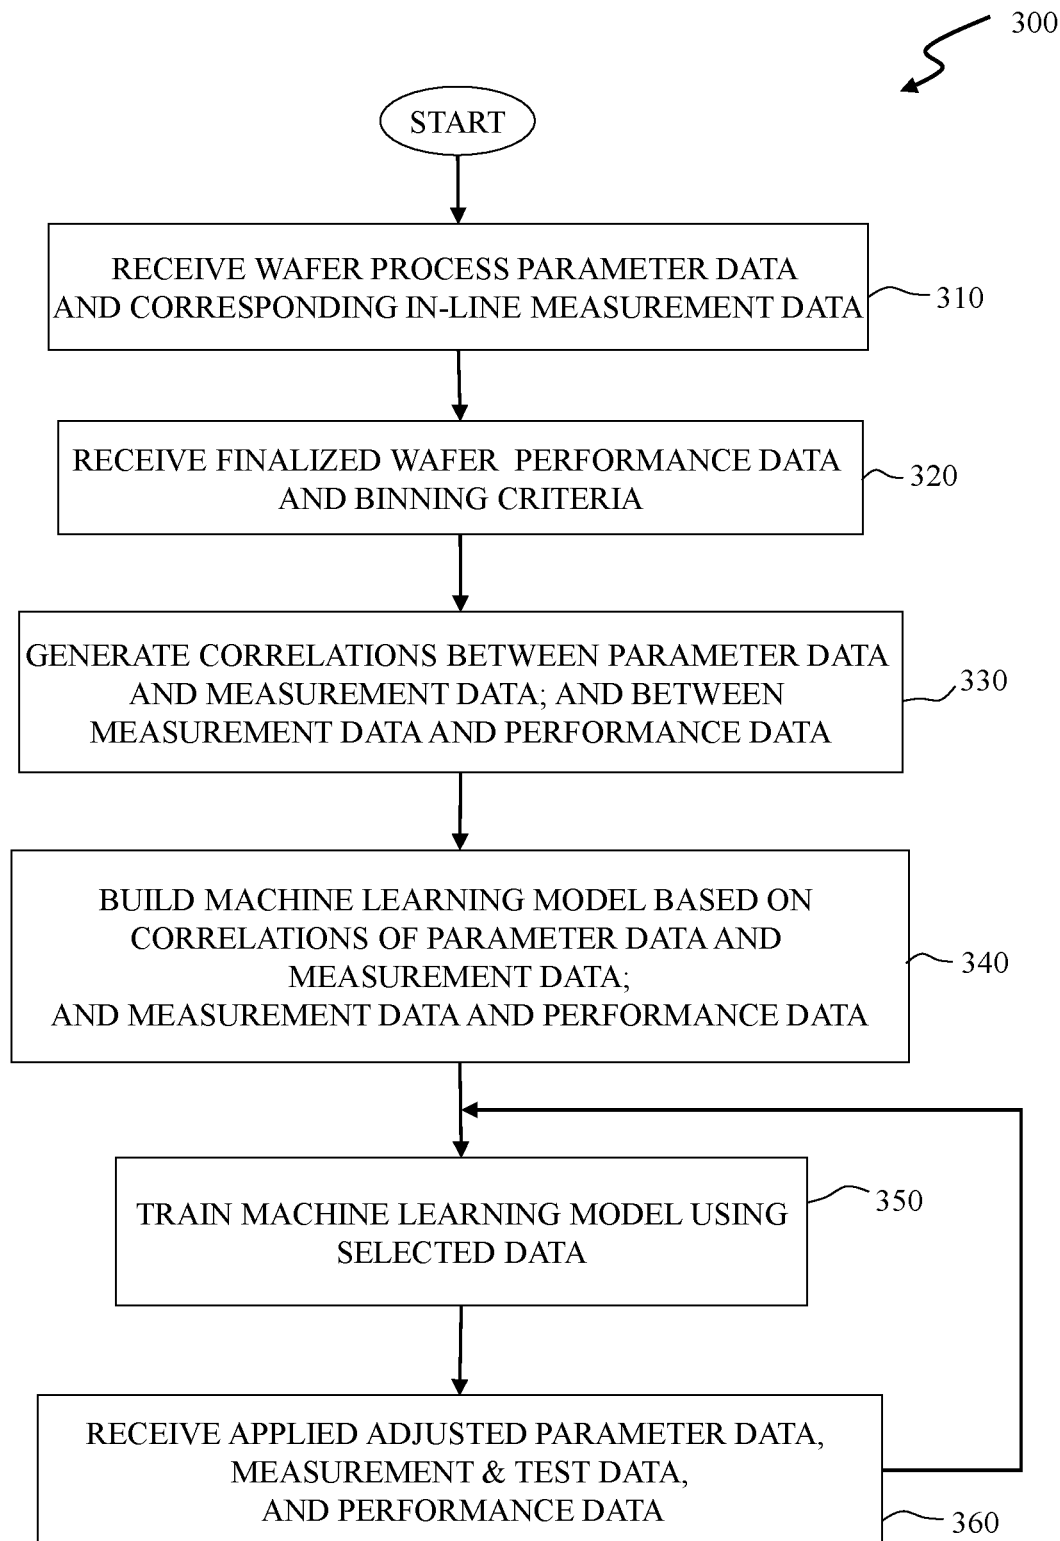 300
START
RECEIVE WAFER PROCESS PARAMETER DATA
AND CORRESPONDING IN-LINE MEASUREMENT DATA
310
RECEIVE FINALIZED WAFER PERFORMANCE DATA
AND BINNING CRITERIA
320
GENERATE CORRELATIONS BETWEEN PARAMETER DATA
AND MEASUREMENT DATA; AND BETWEEN
MEASUREMENT DATA AND PERFORMANCE DATA
330
BUILD MACHINE LEARNING MODEL BASED ON
CORRELATIONS OF PARAMETER DATA AND
MEASUREMENT DATA;
AND MEASUREMENT DATA AND PERFORMANCE DATA
340
TRAIN MACHINE LEARNING MODEL USING
SELECTED DATA
350
RECEIVE APPLIED ADJUSTED PARAMETER DATA,
MEASUREMENT & TEST DATA,
AND PERFORMANCE DATA
360